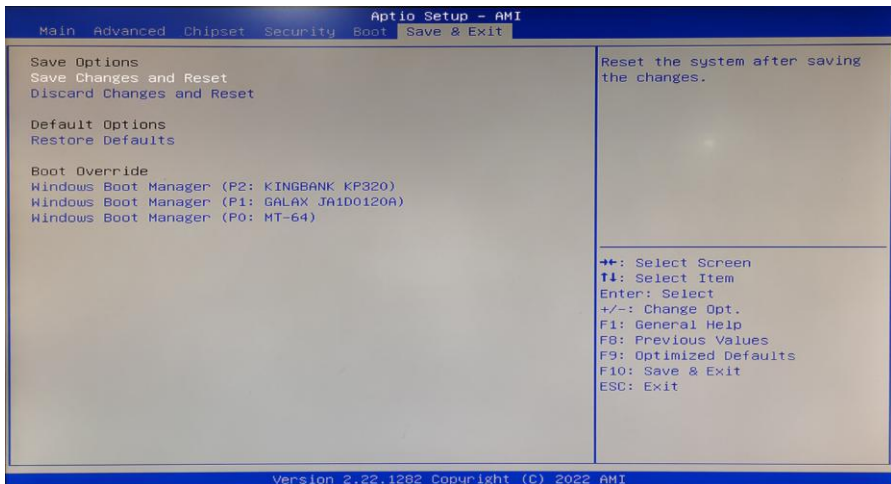 Aptio Setup – AMI
Main Advanced Chipset Security Boot Save & Exit
Save Options
Save Changes and Reset
Discard Changes and Reset
Default Options
Restore Defaults
Boot Override
Windows Boot Manager (P2: KINGBANK KP320)
Windows Boot Manager (P1: GALAX JA1D0120A)
Windows Boot Manager (P0: MT-64)
Reset the system after saving
the changes.
→←: Select Screen
↑↓: Select Item
Enter: Select
+/-: Change Opt.
F1: General Help
F8: Previous Values
F9: Optimized Defaults
F10: Save & Exit
ESC: Exit
Version 2.22.1282 Copyright (C) 2022 AMI